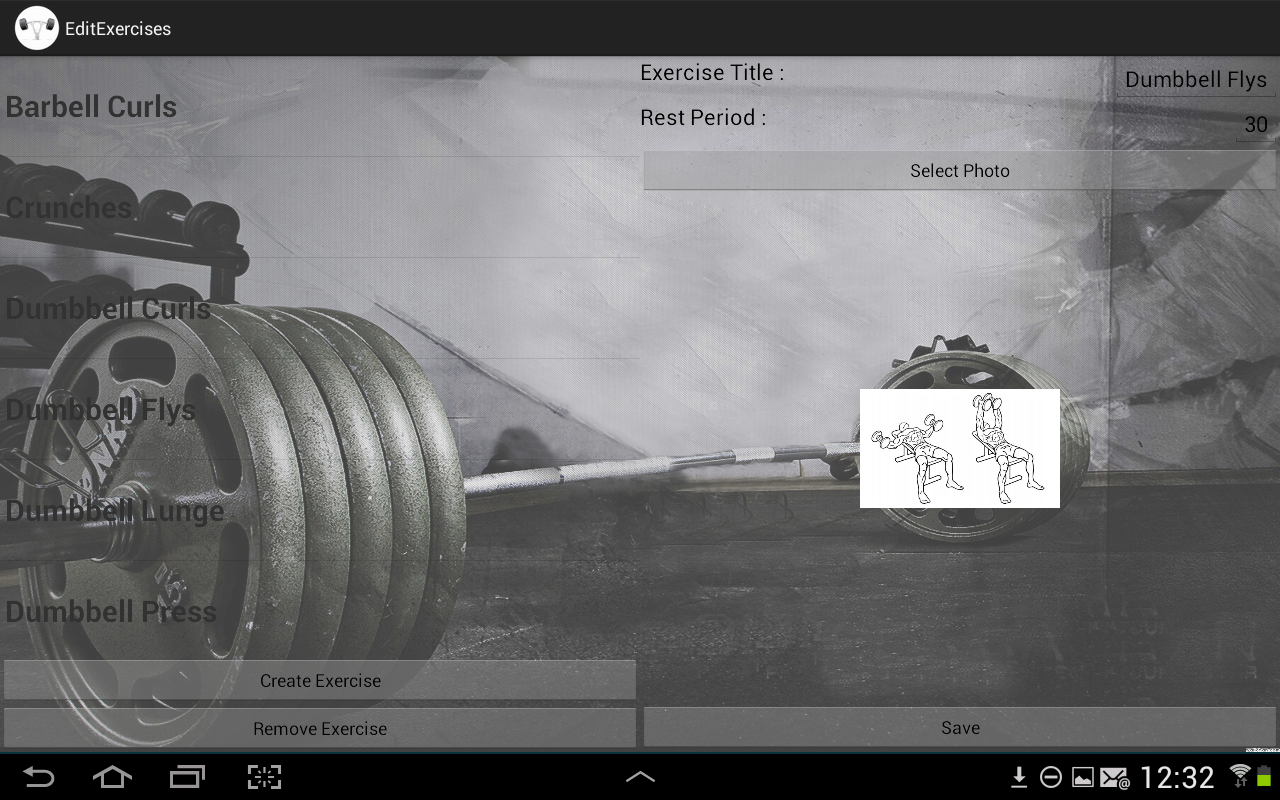 EditExercises
Barbell Curls
Crunches
Dumbbell Curls
Dumbbell Flys
Dumbbell Lunge
Dumbbell Press
Create Exercise
Remove Exercise
Exercise Title :
Dumbbell Flys
Rest Period :
30
Select Photo
Save
12:32